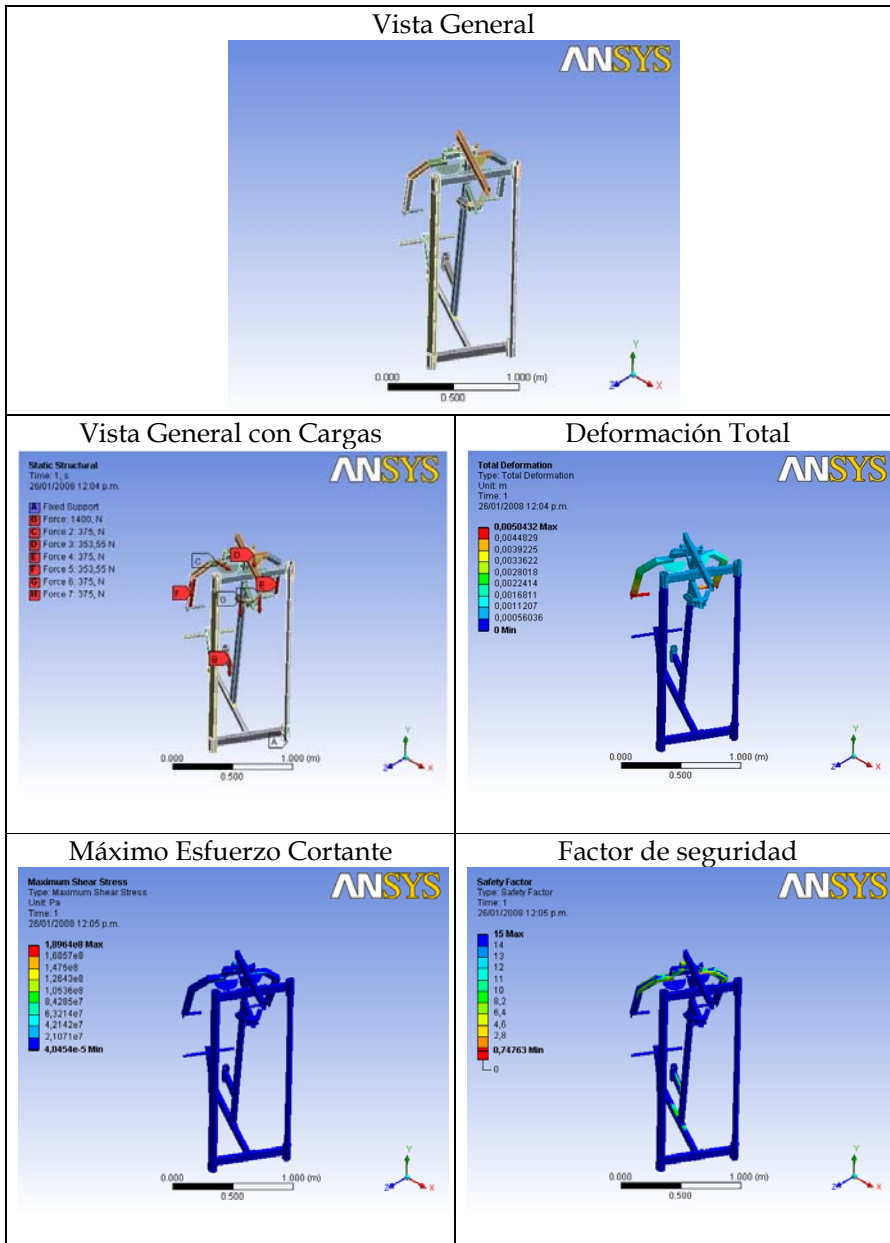 Vista General
ANSYS
0.000
1.000 (m)
0.500
Y
Z
X
Vista General con Cargas
Static Structural
Time: 1, s
26/01/2008 12:04 p.m.
A Fixed Support
B Force: 1400, N
C Force 2: 375, N
D Force 3: 353,55 N
E Force 4: 375, N
F Force 5: 353,55 N
G Force 6: 375, N
H Force 7: 375, N
ANSYS
C
D
E
F
G
B
A
0.000
1.000 (m)
0.500
Y
Z
X
Deformación Total
Total Deformation
Type: Total Deformation
Unit: m
Time: 1
26/01/2008 12:04 p.m.
0,0050432 Max
0,0044829
0,0039225
0,0033622
0,0028018
0,0022414
0,0016811
0,0011207
0,00056036
0 Min
ANSYS
0.000
1.000 (m)
0.500
Y
Z
X
Máximo Esfuerzo Cortante
Maximum Shear Stress
Type: Maximum Shear Stress
Unit: Pa
Time: 1
26/01/2008 12:05 p.m.
1,8964e8 Max
1,6857e8
1,475e8
1,2643e8
1,0536e8
8,4285e7
6,3214e7
4,2142e7
2,1071e7
4,0454e-5 Min
ANSYS
0.000
1.000 (m)
0.500
Y
Z
X
Factor de seguridad
Safety Factor
Type: Safety Factor
Time: 1
26/01/2008 12:05 p.m.
15 Max
14
13
12
11
10
8,2
6,4
4,6
2,8
0,74763 Min
0
ANSYS
0.000
1.000 (m)
0.500
Y
Z
X